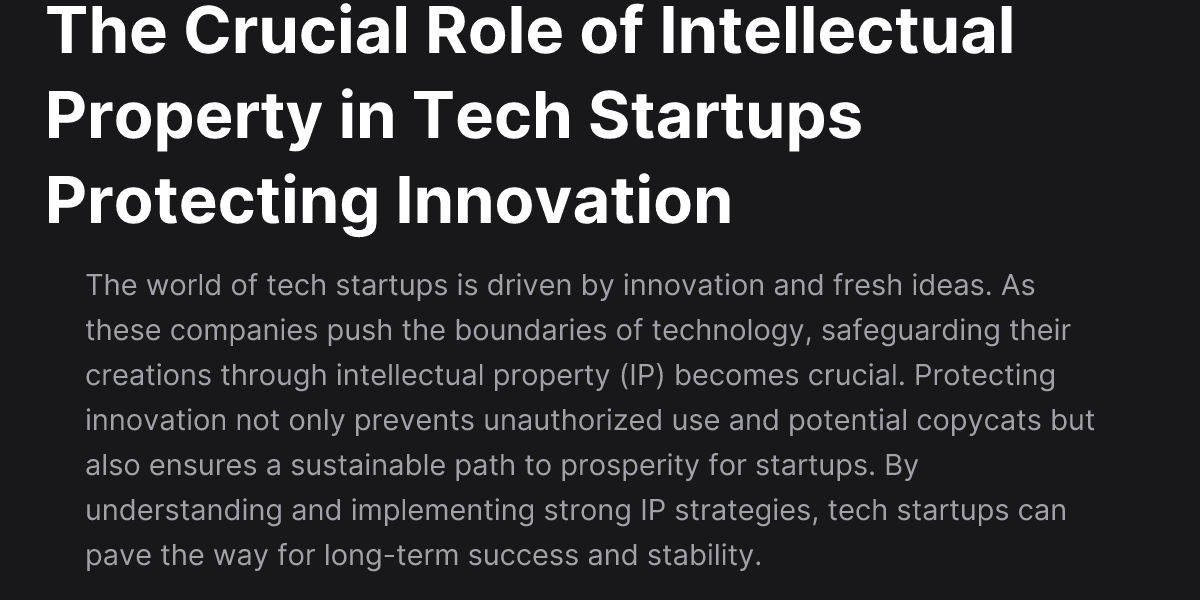 The Crucial Role of Intellectual
Property in Tech Startups
Protecting Innovation
The world of tech startups is driven by innovation and fresh ideas. As
these companies push the boundaries of technology, safeguarding their
creations through intellectual property (IP) becomes crucial. Protecting
innovation not only prevents unauthorized use and potential copycats but
also ensures a sustainable path to prosperity for startups. By
understanding and implementing strong IP strategies, tech startups can
pave the way for long-term success and stability.